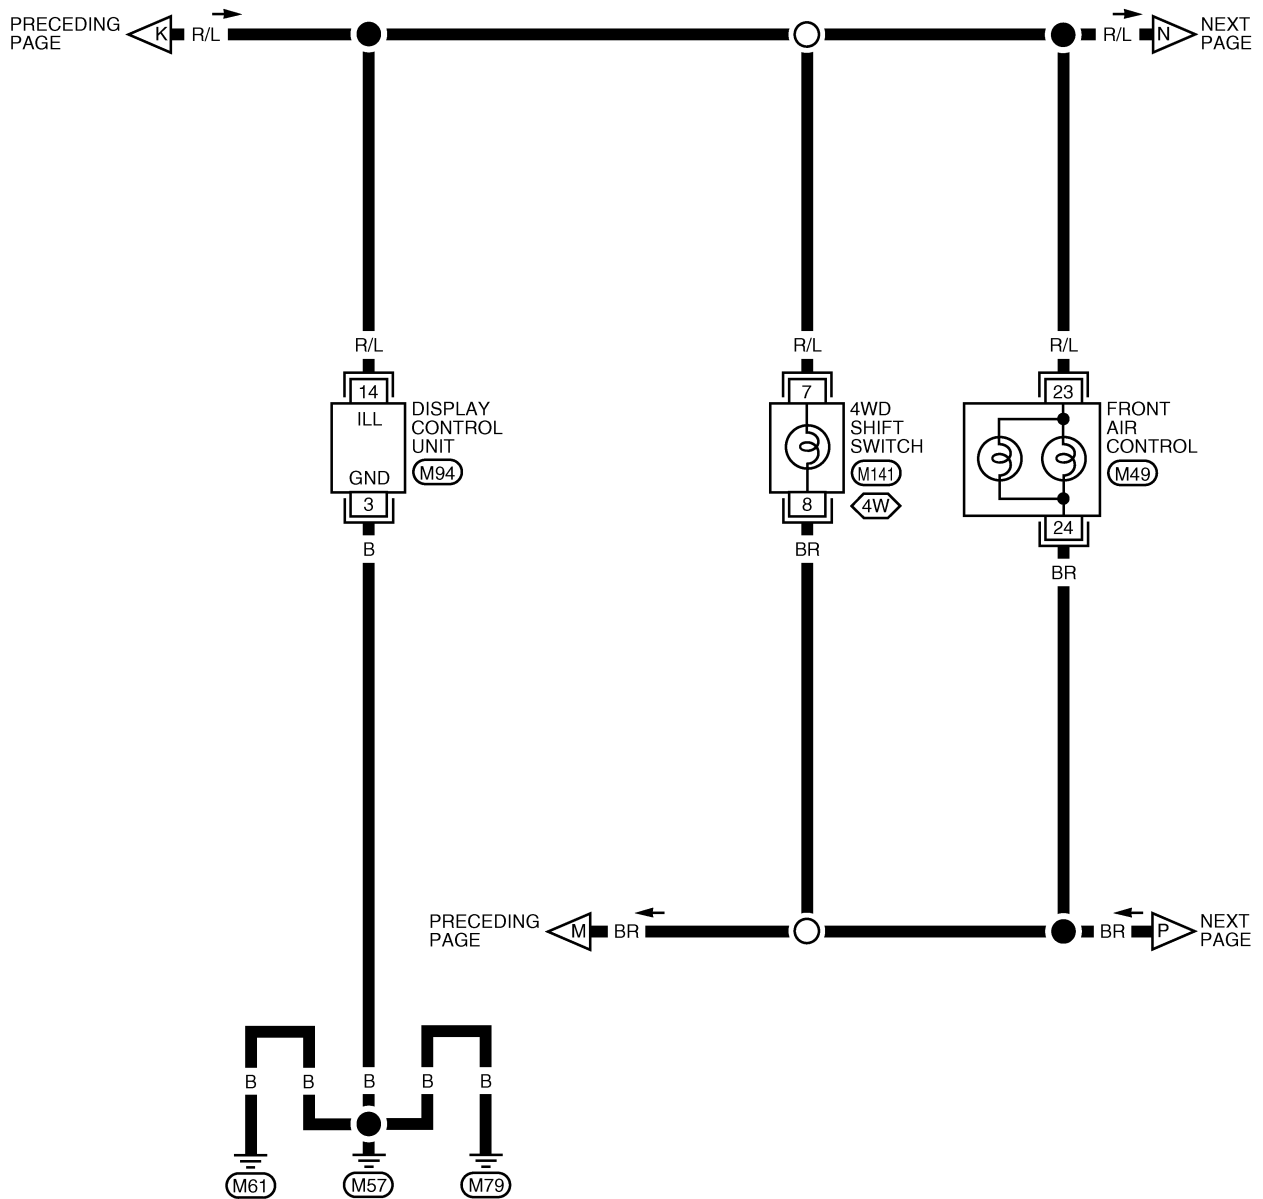 PRECEDING
PAGE
K
R/L
R/L
N
NEXT
PAGE
R/L
R/L
R/L
14
ILL
GND
3
DISPLAY
CONTROL
UNIT
M94
7
8
4WD
SHIFT
SWITCH
M141
4W
23
24
FRONT
AIR
CONTROL
M49
B
BR
BR
PRECEDING
PAGE
M
BR
BR
P
NEXT
PAGE
B
B
B
B
B
M61
M57
M79